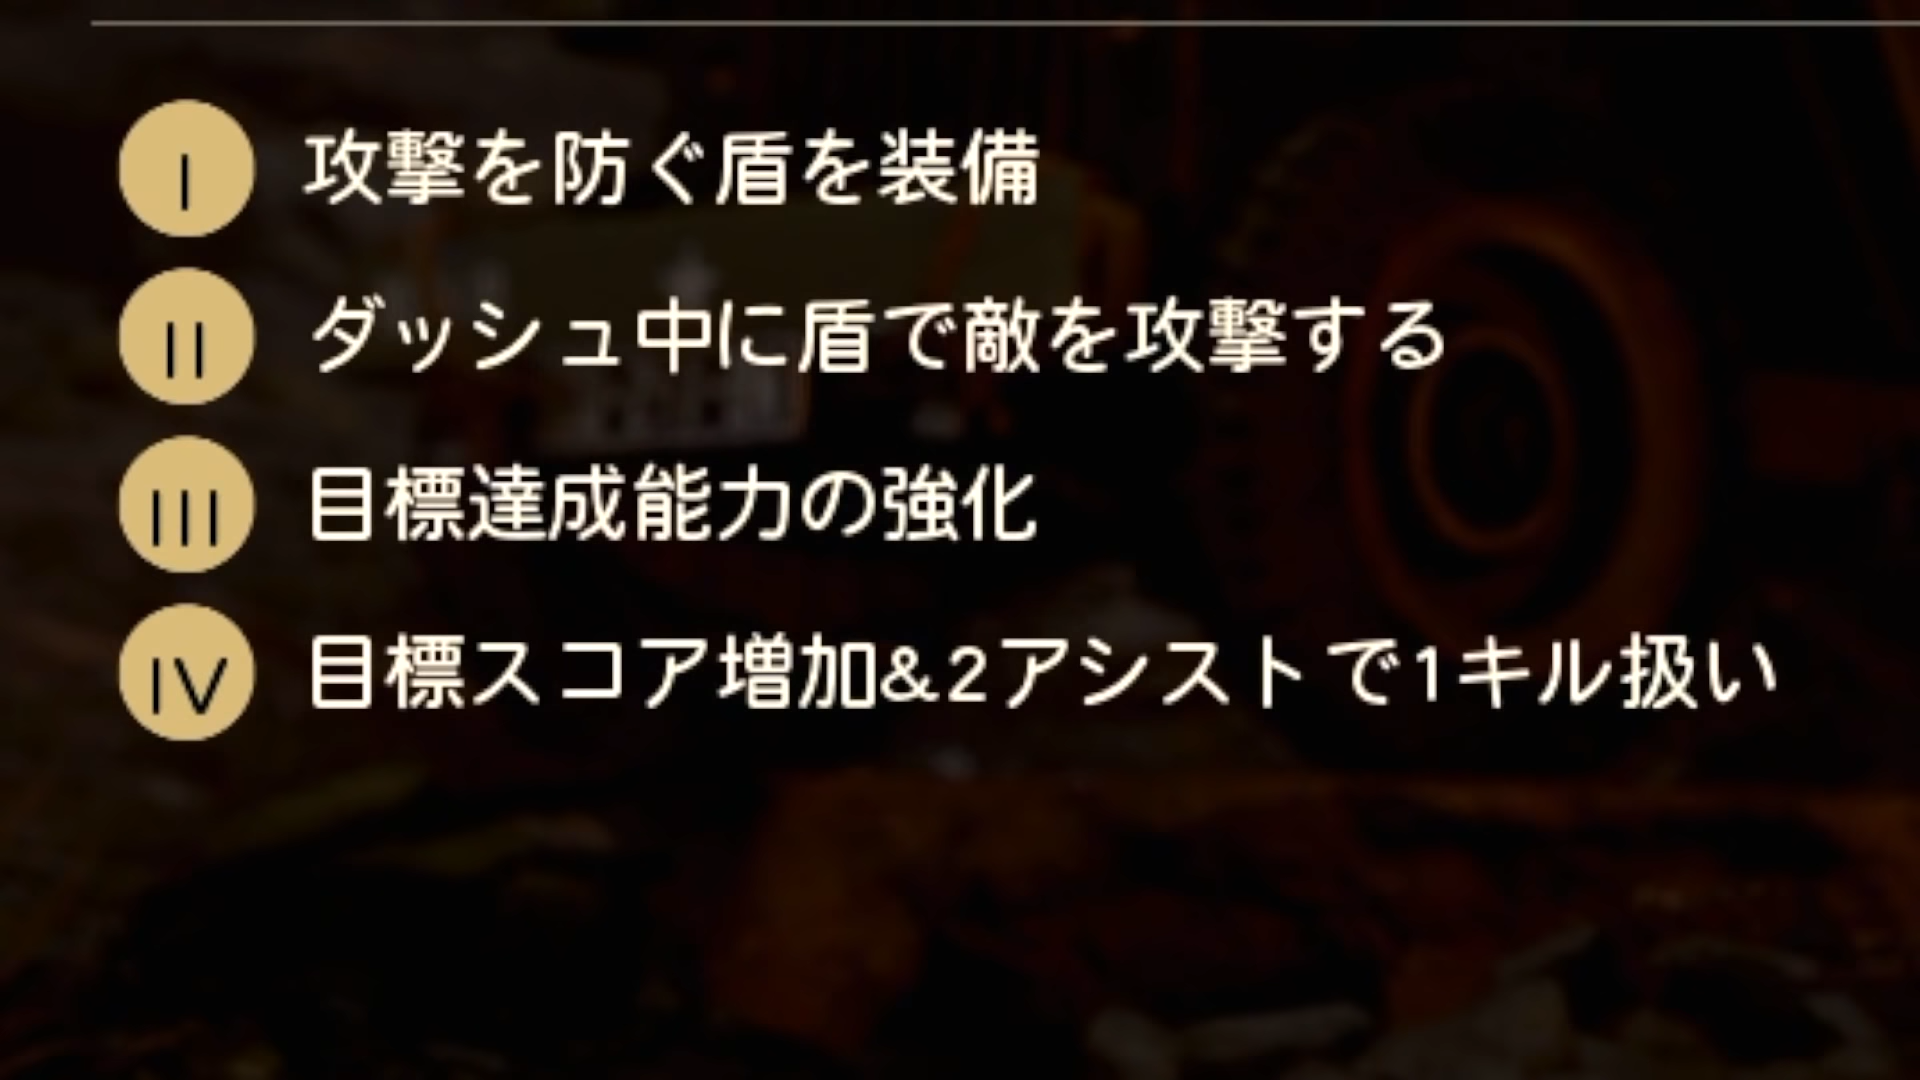 I 攻撃を防ぐ盾を装備
II ダッシュ中に盾で敵を攻撃する
III 目標達成能力の強化
IV 目標スコア増加&2アシストで1キル扱い